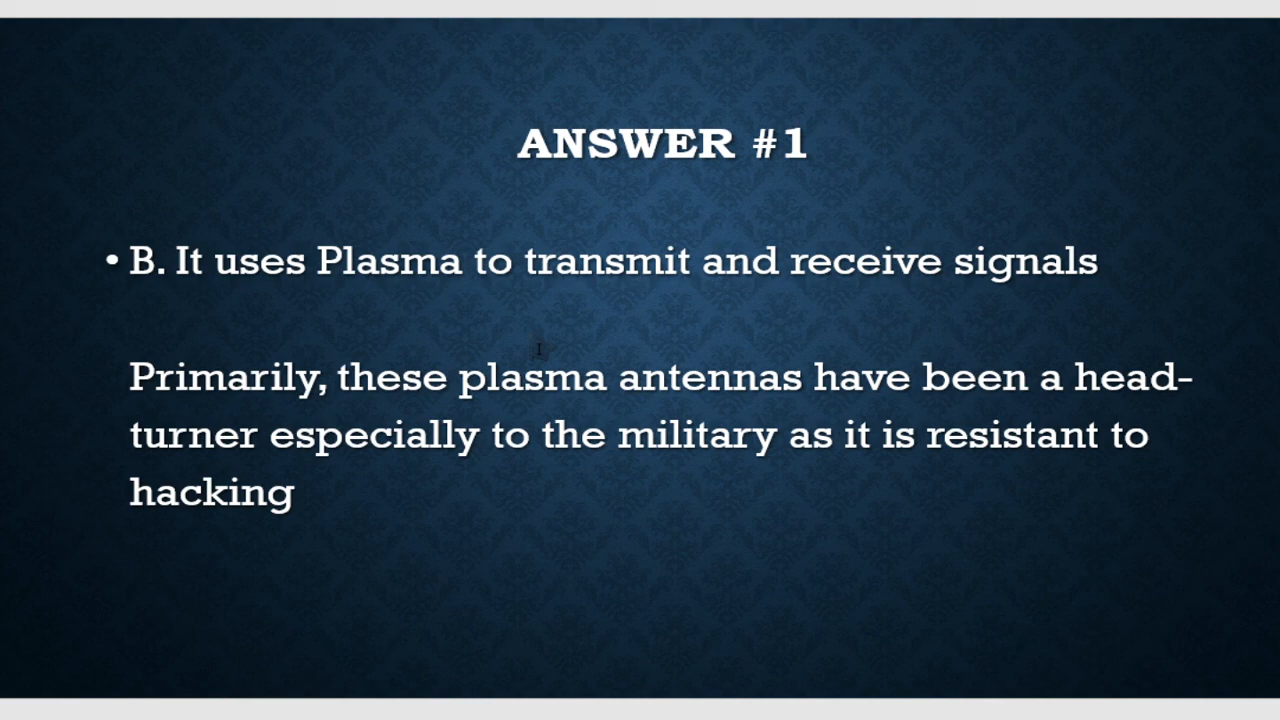 ANSWER #1
• B. It uses Plasma to transmit and receive signals
Primarily, these plasma antennas have been a head-
turner especially to the military as it is resistant to
hacking